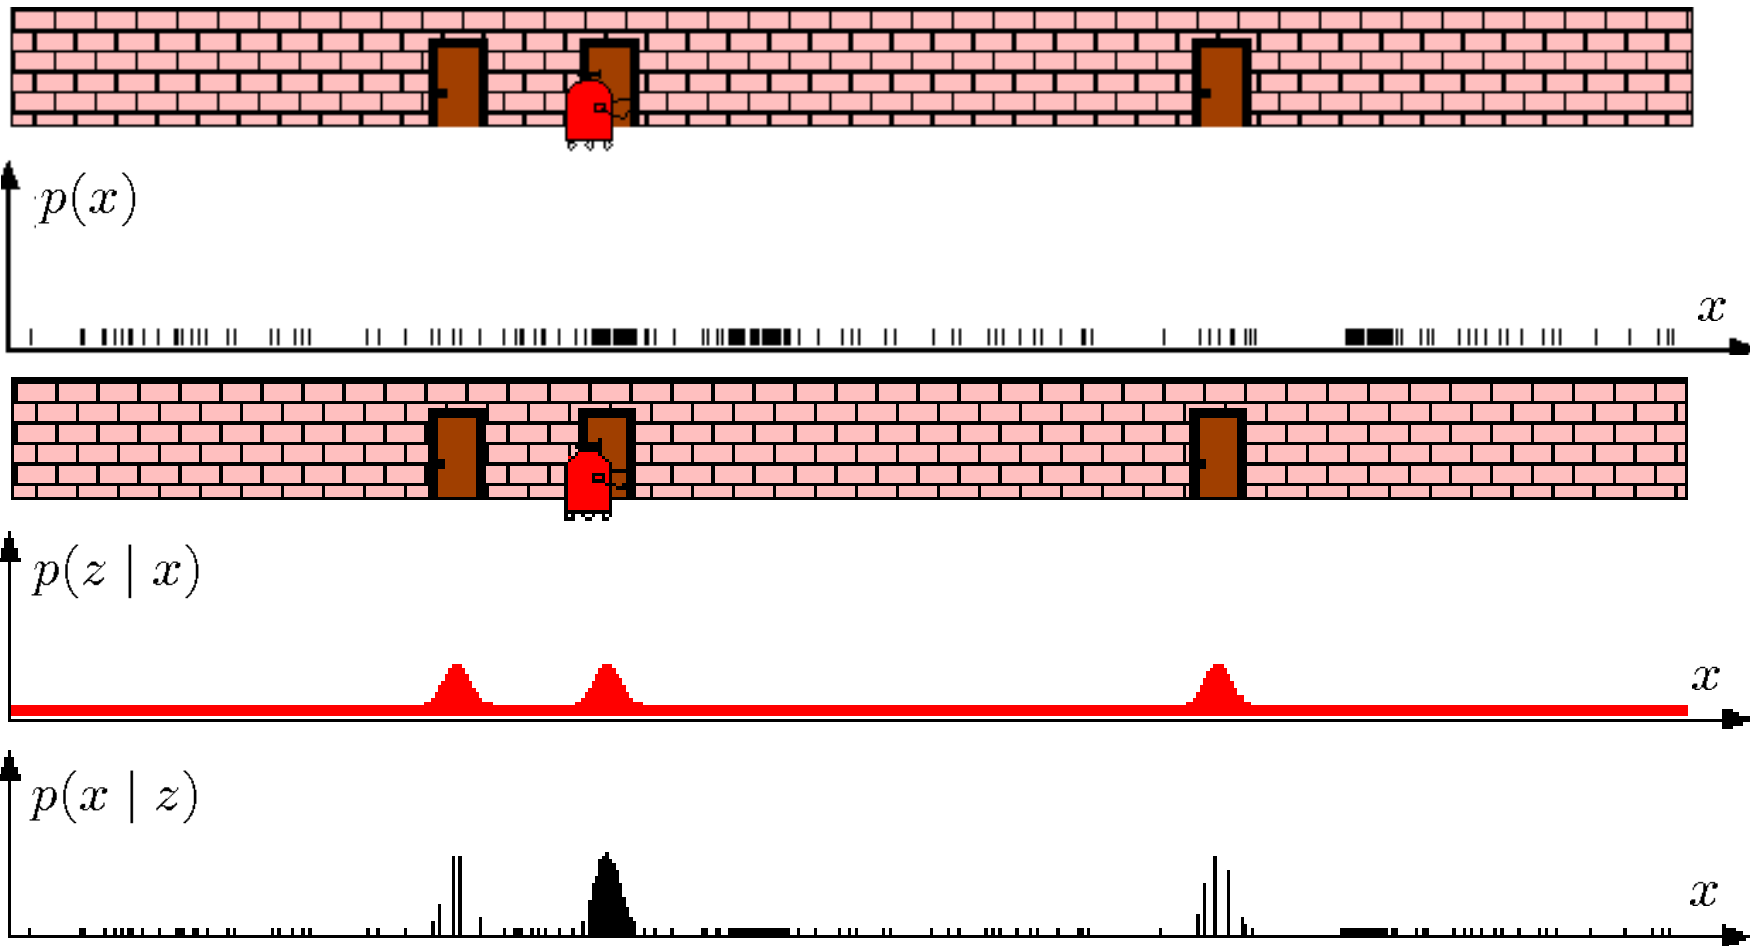 p(x)
x
p(z | x)
x
p(x | z)
x